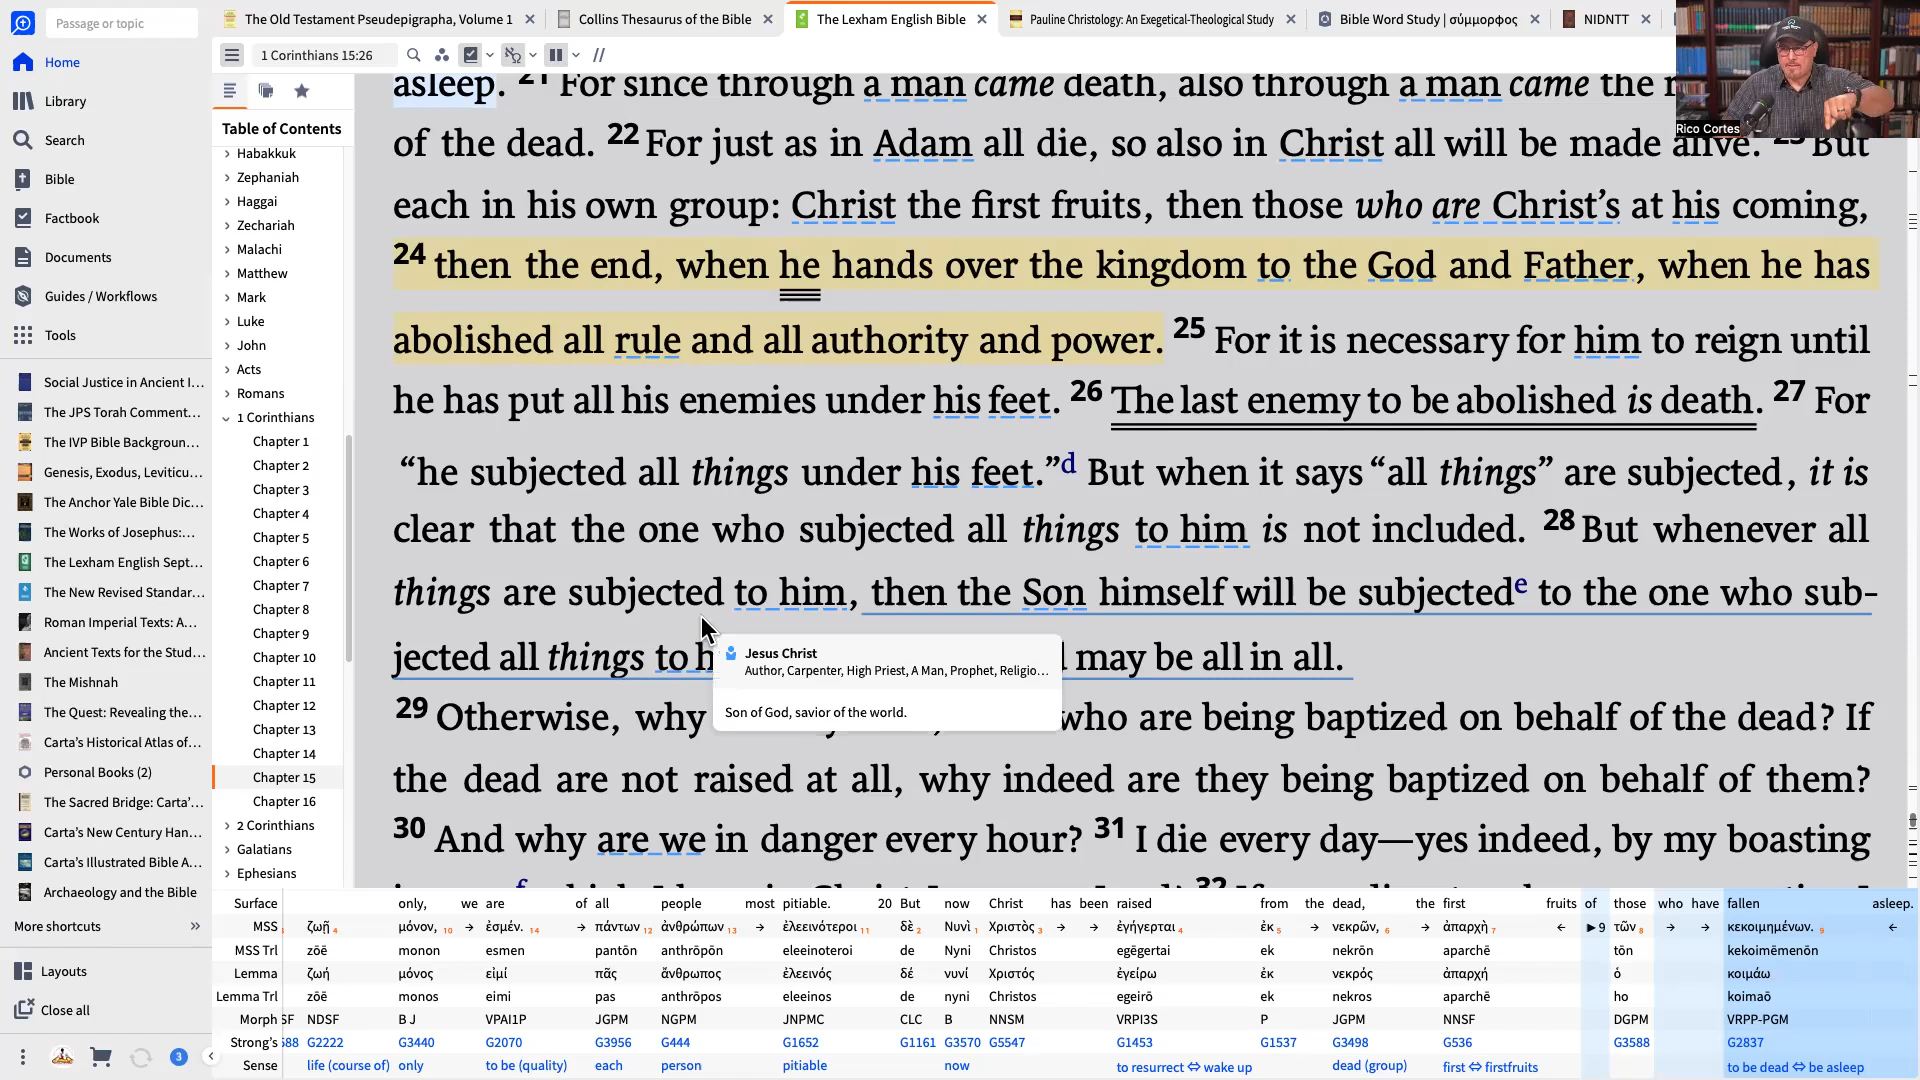 Passage or topic
The Old Testament Pseudepigrapha, Volume 1
Collins Thesaurus of the Bible
The Lexham English Bible
Pauline Christology: An Exegetical-Theological Study
Bible Word Study | σύμμορφος
NIDNTT
1 Corinthians 15:26
Rico Cortes
Home
Library
Search
Bible
Factbook
Documents
Guides / Workflows
Tools
Social Justice in Ancient I...
The JPS Torah Comment...
The IVP Bible Backgroun...
Genesis, Exodus, Leviticu...
The Anchor Yale Bible Dic...
The Works of Josephus:...
The Lexham English Sept...
The New Revised Standar...
Roman Imperial Texts: A...
Ancient Texts for the Stud...
The Mishnah
The Quest: Revealing the...
Carta's Historical Atlas of...
Personal Books (2)
The Sacred Bridge: Carta'...
Carta's New Century Han...
Carta's Illustrated Bible A...
Archaeology and the Bible
More shortcuts
Layouts
Close all
3
Table of Contents
Habakkuk
Zephaniah
Haggai
Zechariah
Malachi
Matthew
Mark
Luke
John
Acts
Romans
1 Corinthians
Chapter 1
Chapter 2
Chapter 3
Chapter 4
Chapter 5
Chapter 6
Chapter 7
Chapter 8
Chapter 9
Chapter 10
Chapter 11
Chapter 12
Chapter 13
Chapter 14
Chapter 15
Chapter 16
2 Corinthians
Galatians
Ephesians
asleep. 21 For since through a man came death, also through a man came the
of the dead. 22 For just as in Adam all die, so also in Christ all will be made alive. 23 But
each in his own group: Christ the first fruits, then those who are Christ's at his coming,
24 then the end, when he hands over the kingdom to the God and Father, when he has
abolished all rule and all authority and power. 25 For it is necessary for him to reign until
he has put all his enemies under his feet. 26 The last enemy to be abolished is death. 27 For
“he subjected all things under his feet.”d But when it says “all things” are subjected, it is
clear that the one who subjected all things to him is not included. 28 But whenever all
things are subjected to him, then the Son himself will be subjectede to the one who sub-
jected all things to h may be all in all.
Jesus Christ
Author, Carpenter, High Priest, A Man, Prophet, Religio...
Son of God, savior of the world.
29 Otherwise, why who are being baptized on behalf of the dead? If
the dead are not raised at all, why indeed are they being baptized on behalf of them?
30 And why are we in danger every hour? 31 I die every day—yes indeed, by my boasting
Surface only, we are of all people most pitiable. 20 But now Christ has been raised from the dead, the first fruits of those who have fallen asleep.
MSS ζωῇ 4 μόνον, 10 → ἐσμέν. 14 → πάντων 12 ἀνθρώπων 13 → ἐλεεινότεροι 11 δὲ 2 Νυνὶ 1 Χριστὸς 3 → → ἐγήγερται 4 ἐκ 5 → νεκρῶν, 6 → ἀπαρχὴ 7 ← ▶9 τῶν 8 → → κεκοιμημένων. 9 ←
MSS Trl zōē monon esmen pantōn anthrōpōn eleeinoteroi de Nyni Christos egēgertai ek nekrōn aparchē tōn kekoimēmenōn
Lemma ζωή μόνος εἰμί πᾶς ἄνθρωπος ἐλεεινός δέ νυνί Χριστός ἐγείρω ἐκ νεκρός ἀπαρχή ὁ κοιμάω
Lemma Trl zōē monos eimi pas anthrōpos eleeinos de nyni Christos egeirō ek nekros aparchē ho koimaō
Morph SF NDSF B J VPAI1P JGPM NGPM JNPMC CLC B NNSM VRPI3S P JGPM NNSF DGPM VRPP-PGM
Strong's 588 G2222 G3440 G2070 G3956 G444 G1652 G1161 G3570 G5547 G1453 G1537 G3498 G536 G3588 G2837
Sense life (course of) only to be (quality) each person pitiable now to resurrect ⇔ wake up dead (group) first ⇔ firstfruits to be dead ⇔ be asleep